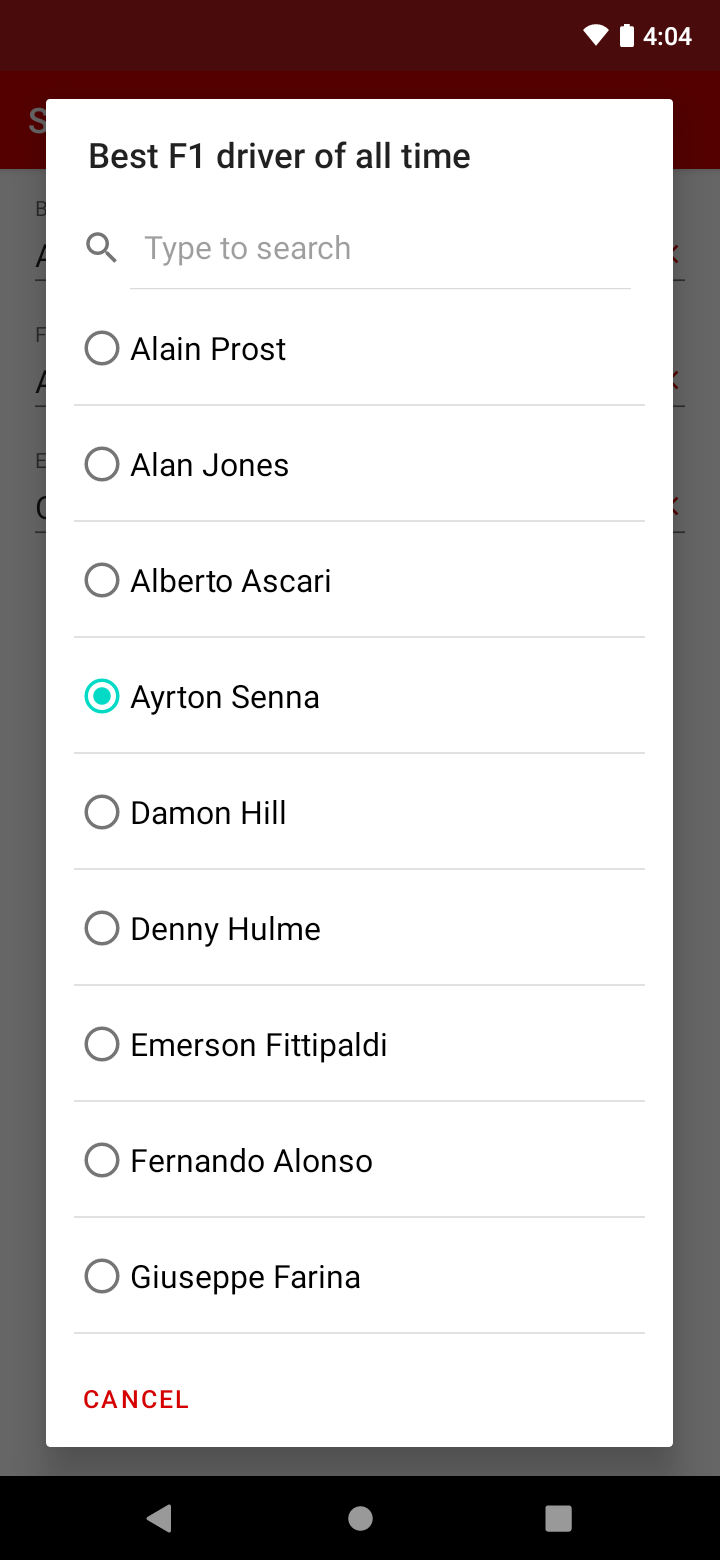 4:04
S
Best F1 driver of all time
B
Type to search
A
Alain Prost
F
A
Alan Jones
E
Alberto Ascari
Ayrton Senna
Damon Hill
Denny Hulme
Emerson Fittipaldi
Fernando Alonso
Giuseppe Farina
CANCEL